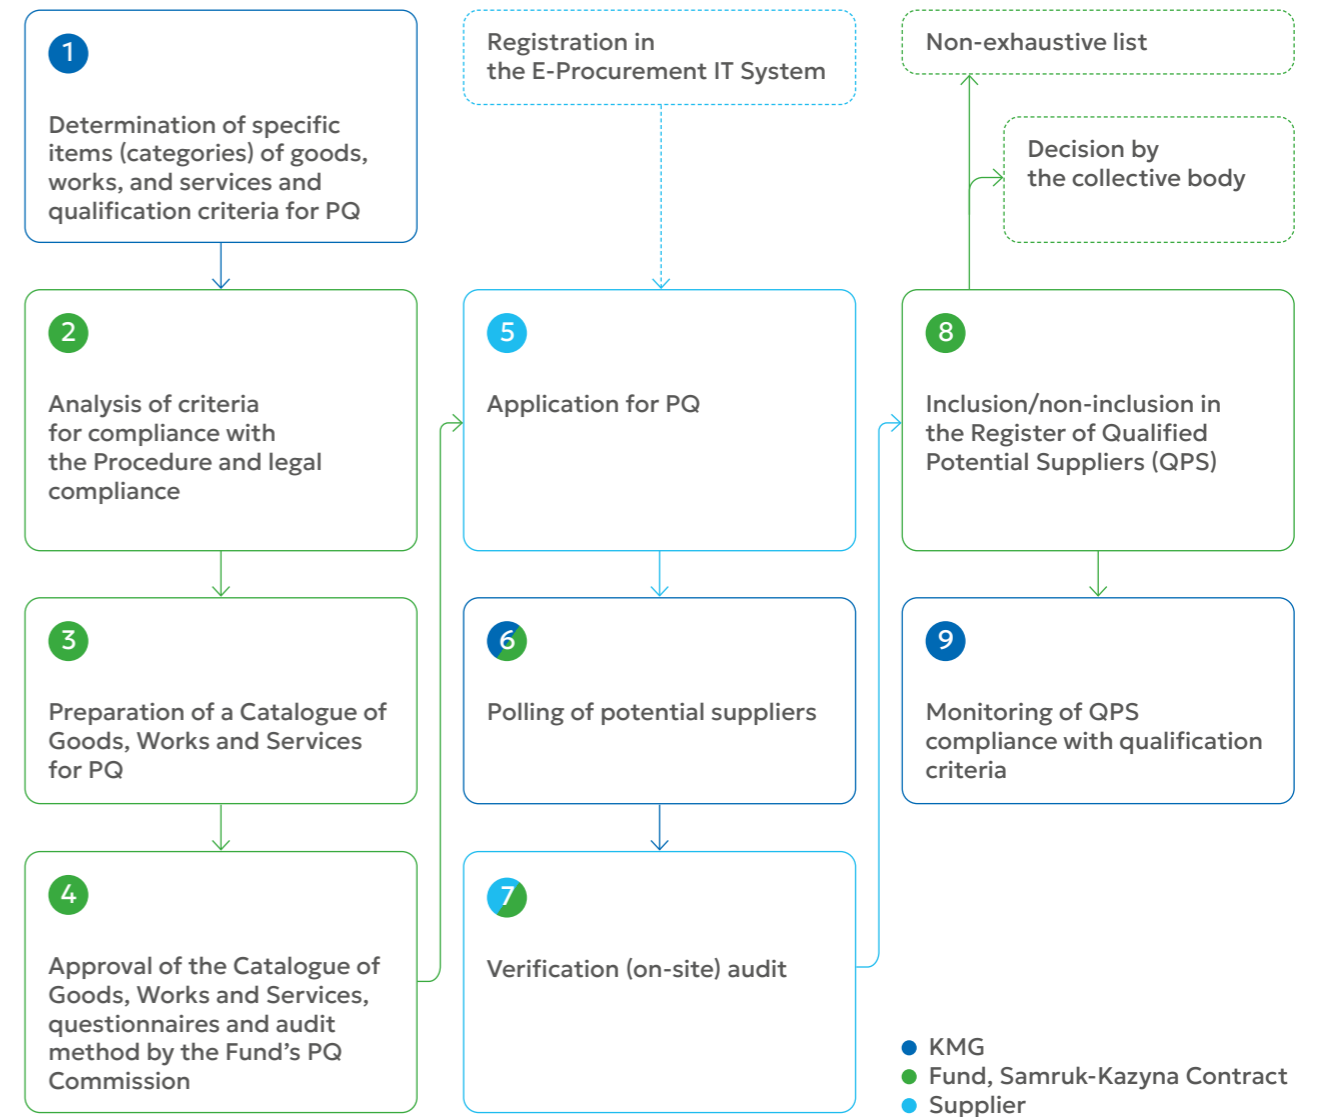 1
Determination of specific
items (categories) of goods,
works, and services and
qualification criteria for PQ
2
Analysis of criteria
for compliance with
the Procedure and legal
compliance
3
Preparation of a Catalogue of
Goods, Works and Services
for PQ
4
Approval of the Catalogue of
Goods, Works and Services,
questionnaires and audit
method by the Fund’s PQ
Commission
Registration in
the E-Procurement IT System
5
Application for PQ
6
Polling of potential suppliers
7
Verification (on-site) audit
Non-exhaustive list
Decision by
the collective body
8
Inclusion/non-inclusion in
the Register of Qualified
Potential Suppliers (QPS)
9
Monitoring of QPS
compliance with qualification
criteria
KMG
Fund, Samruk-Kazyna Contract
Supplier